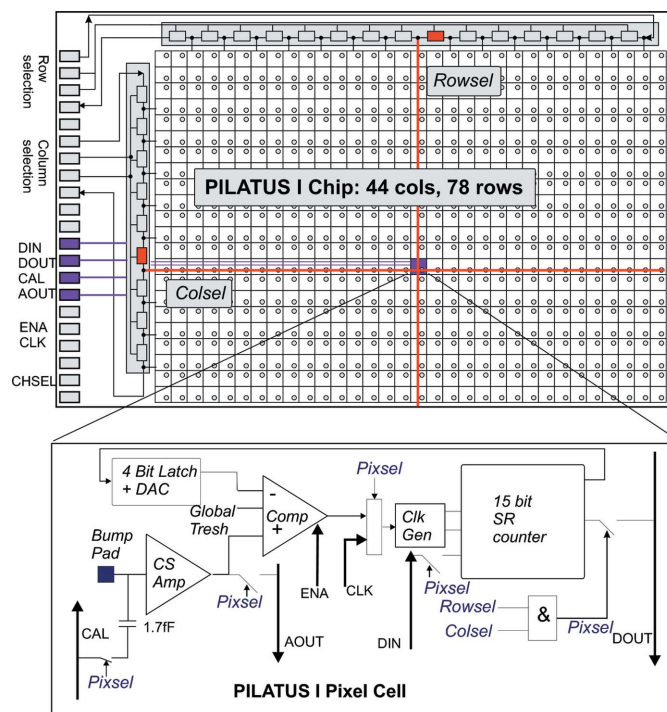 Row
selection
Column
selection
Rowsel
PILATUS I Chip: 44 cols, 78 rows
Colsel
DIN
DOUT
CAL
AOUT
ENA
CLK
CHSEL
4 Bit Latch
+ DAC
Global
Tresh
-
+
Comp
Pixsel
Clk
Gen
15 bit
SR
counter
Bump
Pad
CS
Amp
Pixsel
ENA
CLK
Pixsel
Rowsel
Colsel
&
Pixsel
CAL
1.7fF
Pixsel
AOUT
DIN
DOUT
PILATUS I Pixel Cell